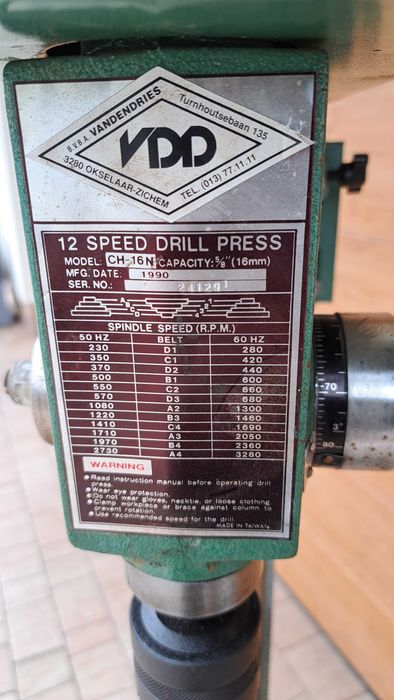 B.V.B.A. VANDENDRIES
Turnhoutsebaan 135
VDD
3280 OKSELAAR-ZICHEM
TEL. (013) 77.11.11
12 SPEED DRILL PRESS
MODEL: CH-16N CAPACITY: 5/8" (16mm)
MFG. DATE: 1990
SER. NO.: 241291
A B C D 4 3 2 1
SPINDLE SPEED (R.P.M.)
50 HZ BELT 60 HZ
230 D1 280
350 C1 420
370 D2 440
500 B1 600
550 C2 660
570 D3 680
1080 A2 1300
1220 B3 1460
1410 C4 1690
1710 A3 2050
1970 B4 2360
2730 A4 3280
WARNING
Read instruction manual before operating drill
press.
Wear eye protection.
Do not wear gloves, necktie, or loose clothing.
Clamp workpiece or brace against column to
prevent rotation.
Use recommended speed for the drill.
MADE IN TAIWAN
70
3
80